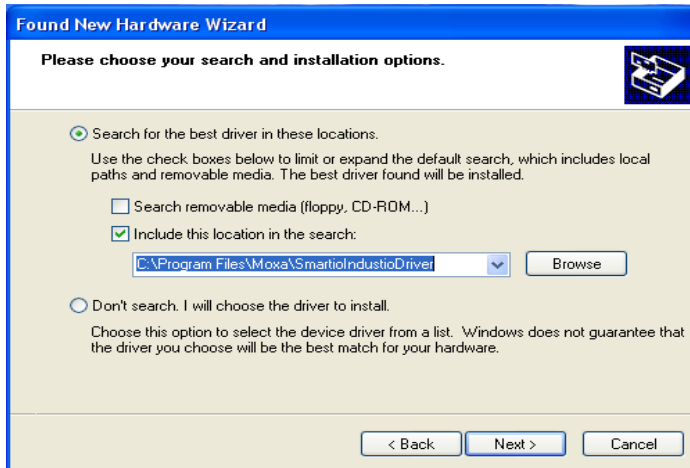 Found New Hardware Wizard
Please choose your search and installation options.
Search for the best driver in these locations.
Use the check boxes below to limit or expand the default search, which includes local
paths and removable media. The best driver found will be installed.
Search removable media (floppy, CD-ROM...)
Include this location in the search:
C:\Program Files\Moxa\SmartioIndustioDriver
Browse
Don't search. I will choose the driver to install.
Choose this option to select the device driver from a list. Windows does not guarantee that
the driver you choose will be the best match for your hardware.
< Back Next > Cancel